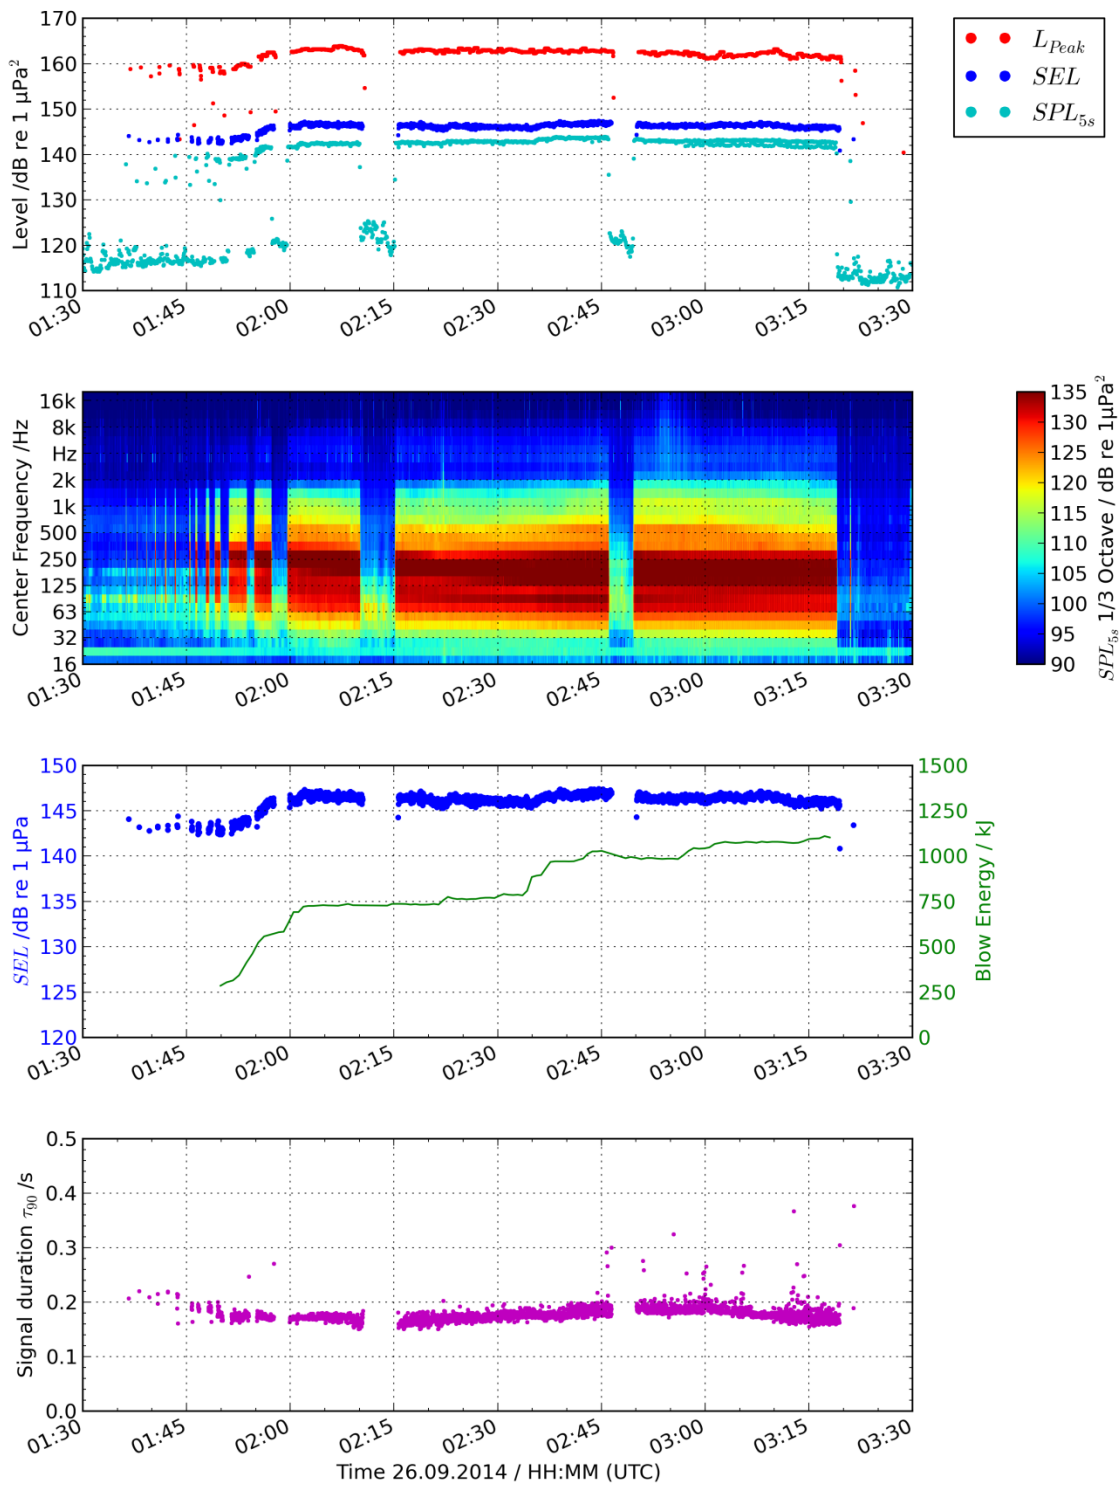 170
160
150
140
130
120
110
Level /dB re 1 μPa²
01:30 01:45 02:00 02:15 02:30 02:45 03:00 03:15 03:30
L_Peak
SEL
SPL_5s
16k
8k
Hz
2k
1k
500
250
125
63
32
16
Center Frequency /Hz
01:30 01:45 02:00 02:15 02:30 02:45 03:00 03:15 03:30
135
130
125
120
115
110
105
100
95
90
SPL_5s 1/3 Octave / dB re 1μPa²
150
145
140
135
130
125
120
SEL /dB re 1 μPa
1500
1250
1000
750
500
250
0
Blow Energy / kJ
01:30 01:45 02:00 02:15 02:30 02:45 03:00 03:15 03:30
0.5
0.4
0.3
0.2
0.1
0.0
Signal duration τ_90 /s
01:30 01:45 02:00 02:15 02:30 02:45 03:00 03:15 03:30
Time 26.09.2014 / HH:MM (UTC)